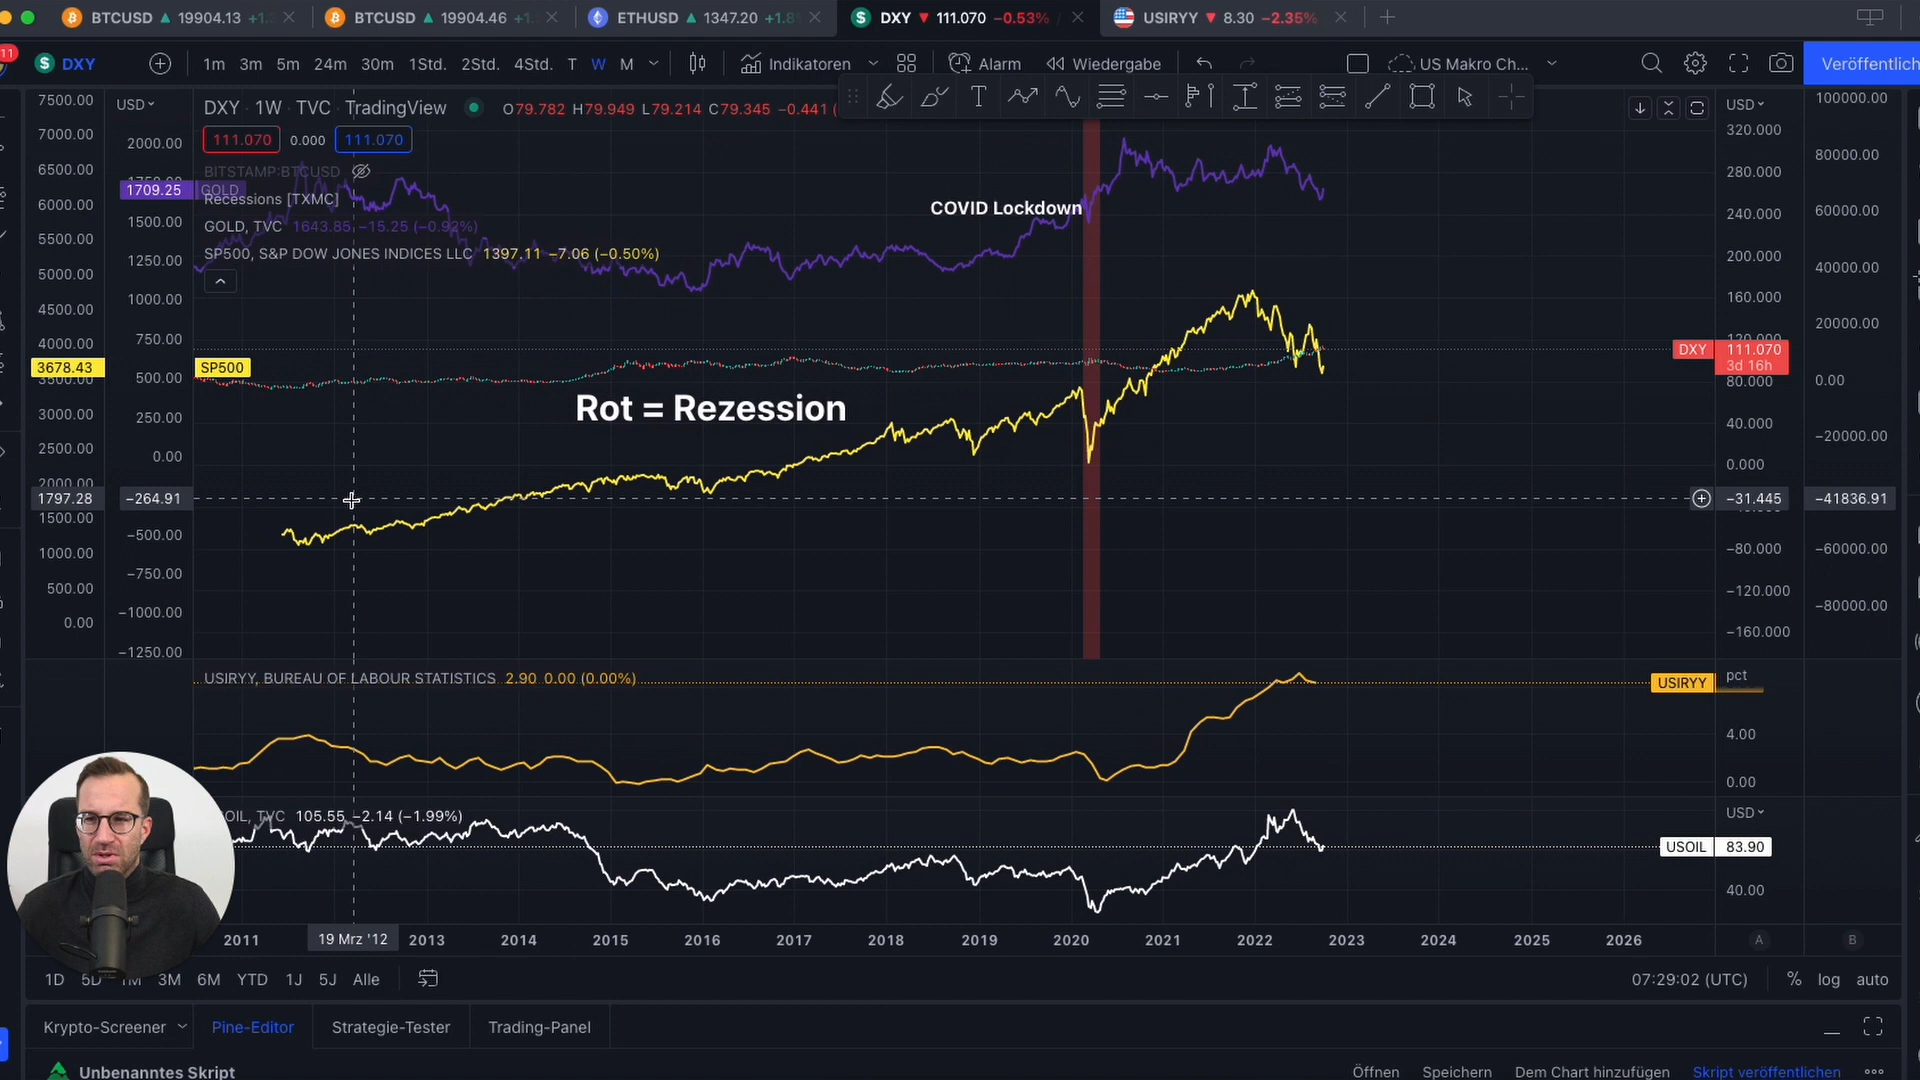 BTCUSD ▲ 19904.13 +1.
BTCUSD ▲ 19904.46 +1.
ETHUSD ▲ 1347.20 +1.8
DXY ▼ 111.070 −0.53%
USIRYY ▼ 8.30 −2.35%
11
DXY
1m 3m 5m 24m 30m 1Std. 2Std. 4Std. T W M
Indikatoren
Alarm
Wiedergabe
US Makro Ch...
Veröffentlich
DXY · 1W · TVC · TradingView
O79.782 H79.949 L79.214 C79.345 −0.441 (
111.070 0.000 111.070
BITSTAMP:BTCUSD
1709.25 GOLD
Recessions [TXMC]
GOLD, TVC 1643.85 −15.25 (−0.92%)
SP500, S&P DOW JONES INDICES LLC 1397.11 −7.06 (−0.50%)
COVID Lockdown
Rot = Rezession
7500.00
7000.00
6500.00
6000.00
5500.00
5000.00
4500.00
4000.00
3678.43 SP500
3500.00
3000.00
2500.00
2000.00
1797.28
1500.00
1000.00
500.00
0.00
USD
2000.00
1500.00
1250.00
1000.00
750.00
500.00
250.00
0.00
−264.91
−500.00
−750.00
−1000.00
−1250.00
USD
320.000
280.000
240.000
200.000
160.000
120.000
DXY 111.070
3d 16h
80.000
40.000
0.000
−31.445
−80.000
−120.000
−160.000
100000.00
80000.00
60000.00
40000.00
20000.00
0.00
−20000.00
−41836.91
−60000.00
−80000.00
USIRYY, BUREAU OF LABOUR STATISTICS 2.90 0.00 (0.00%)
USIRYY
pct
4.00
0.00
OIL, TVC 105.55 −2.14 (−1.99%)
USD
USOIL 83.90
40.00
2011 19 Mrz '12 2013 2014 2015 2016 2017 2018 2019 2020 2021 2022 2023 2024 2025 2026
A
B
1D 5D 1M 3M 6M YTD 1J 5J Alle
07:29:02 (UTC) % log auto
Krypto-Screener Pine-Editor Strategie-Tester Trading-Panel
Unbenanntes Skript
Öffnen Speichern Dem Chart hinzufügen Skript veröffentlichen